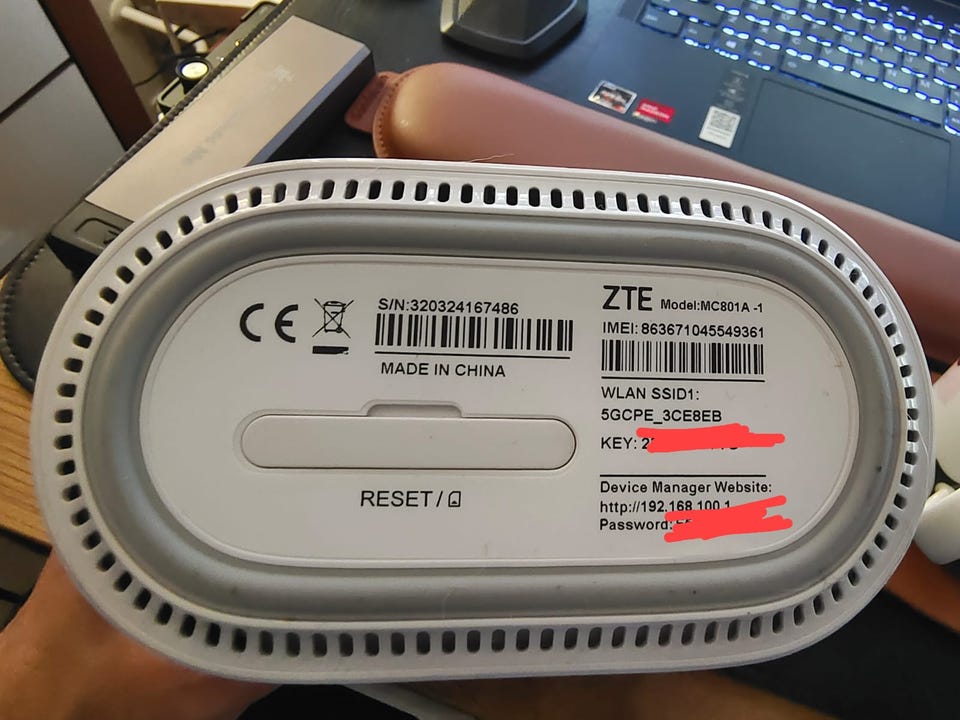 S/N:320324167486
MADE IN CHINA
RESET/
ZTE Model:MC801A -1
IMEI: 863671045549361
WLAN SSID1:
5GCPE_3CE8EB
KEY: 2
Device Manager Website:
http://192.168.100.1
Password: